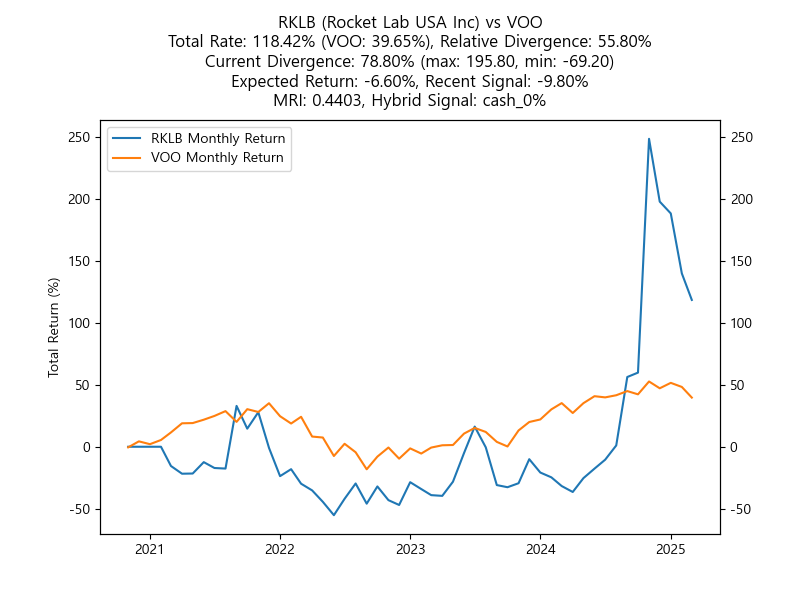 RKLB (Rocket Lab USA Inc) vs VOO
Total Rate: 118.42% (VOO: 39.65%), Relative Divergence: 55.80%
Current Divergence: 78.80% (max: 195.80, min: -69.20)
Expected Return: -6.60%, Recent Signal: -9.80%
MRI: 0.4403, Hybrid Signal: cash_0%
RKLB Monthly Return
VOO Monthly Return
250 250
200 200
150 150
100 100
50 50
0 0
-50 -50
Total Return (%)
2021 2022 2023 2024 2025